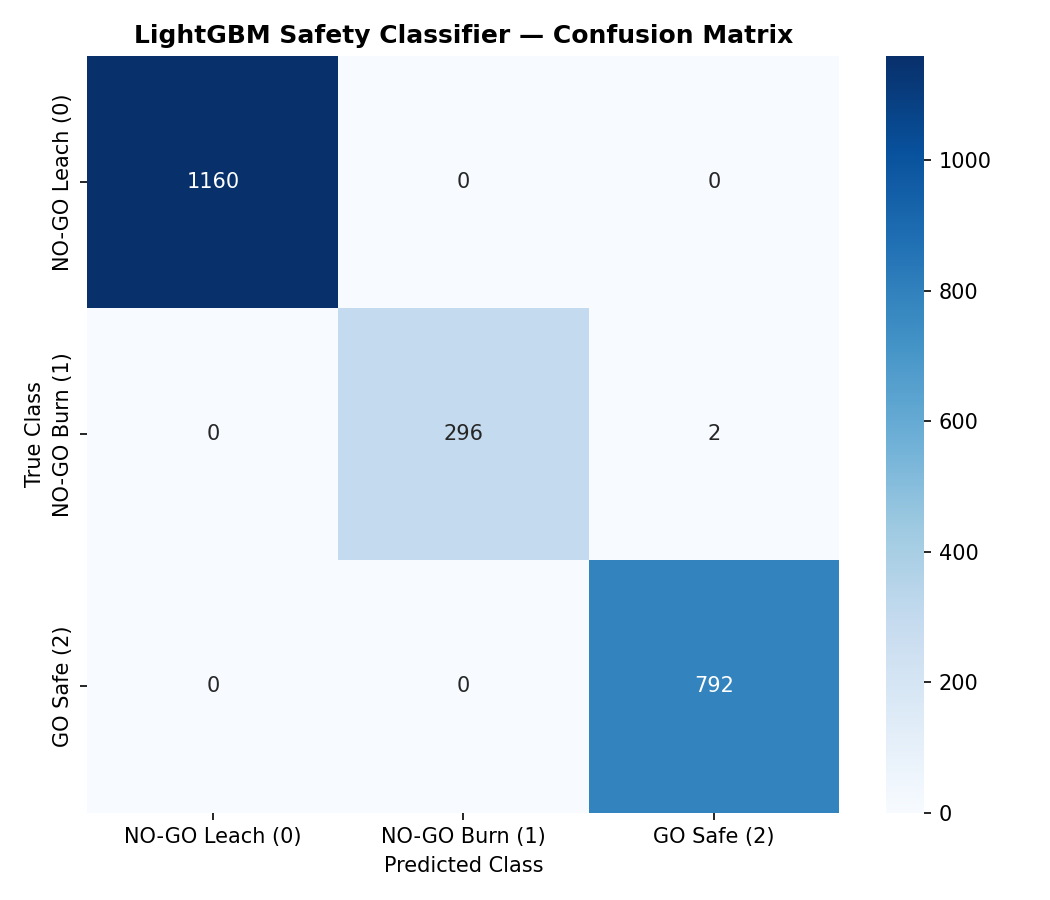 LightGBM Safety Classifier — Confusion Matrix
NO-GO Leach (0)
1160
0
0
True Class
NO-GO Burn (1)
0
296
2
GO Safe (2)
0
0
792
NO-GO Leach (0)
NO-GO Burn (1)
GO Safe (2)
Predicted Class
1000
800
600
400
200
0